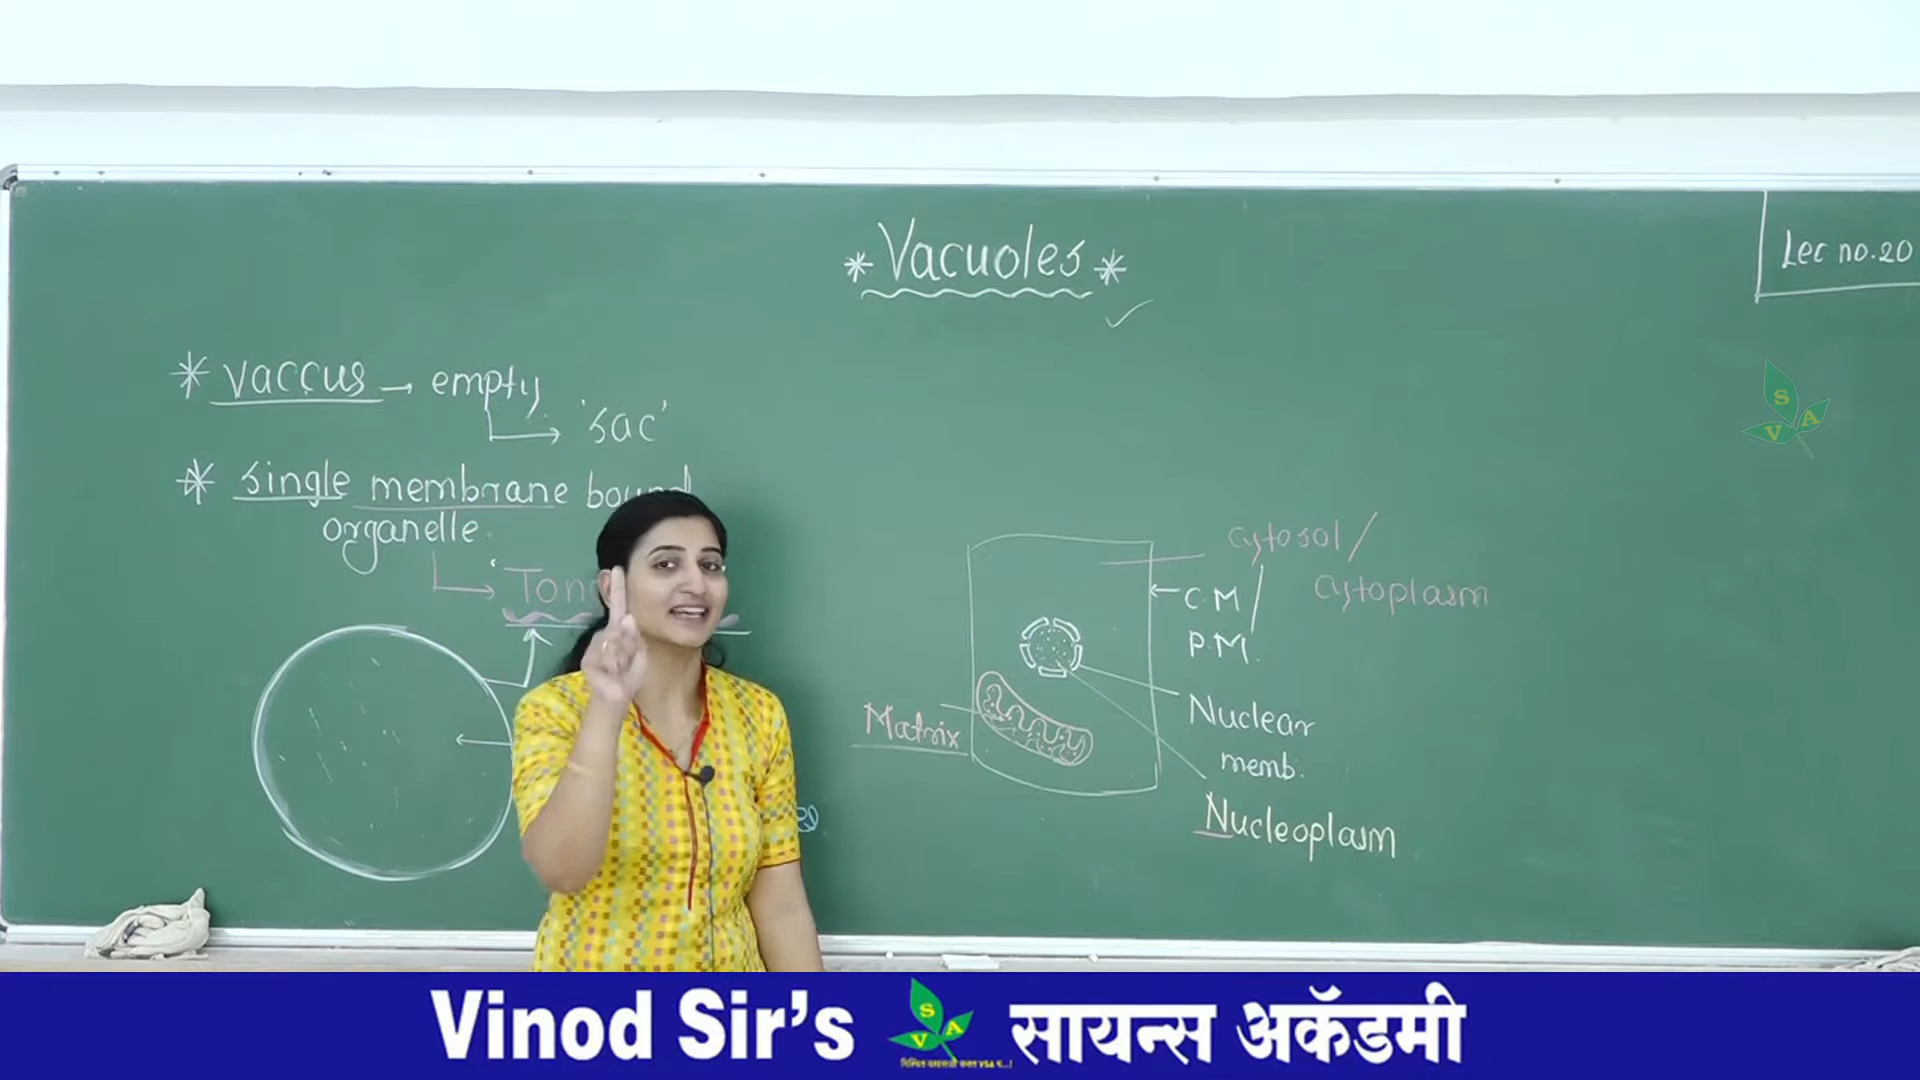 * Vacuoles *
Lec no.20
* vaccus → empty
'sac'
* single membrane bound
organelle.
Matrix
cytosol /
cytoplasm
C.M /
P.M.
Nuclear
memb.
Nucleoplasm
S
V A
Vinod Sir's
S
V A
सायन्स अकॅडमी